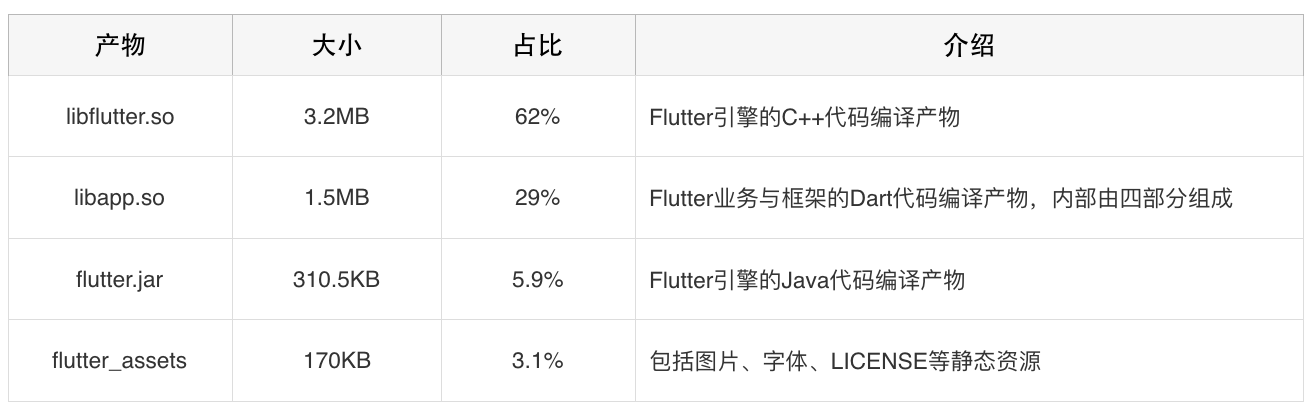 产物 大小 占比 介绍
libflutter.so 3.2MB 62% Flutter引擎的C++代码编译产物
libapp.so 1.5MB 29% Flutter业务与框架的Dart代码编译产物，内部由四部分组成
flutter.jar 310.5KB 5.9% Flutter引擎的Java代码编译产物
flutter_assets 170KB 3.1% 包括图片、字体、LICENSE等静态资源